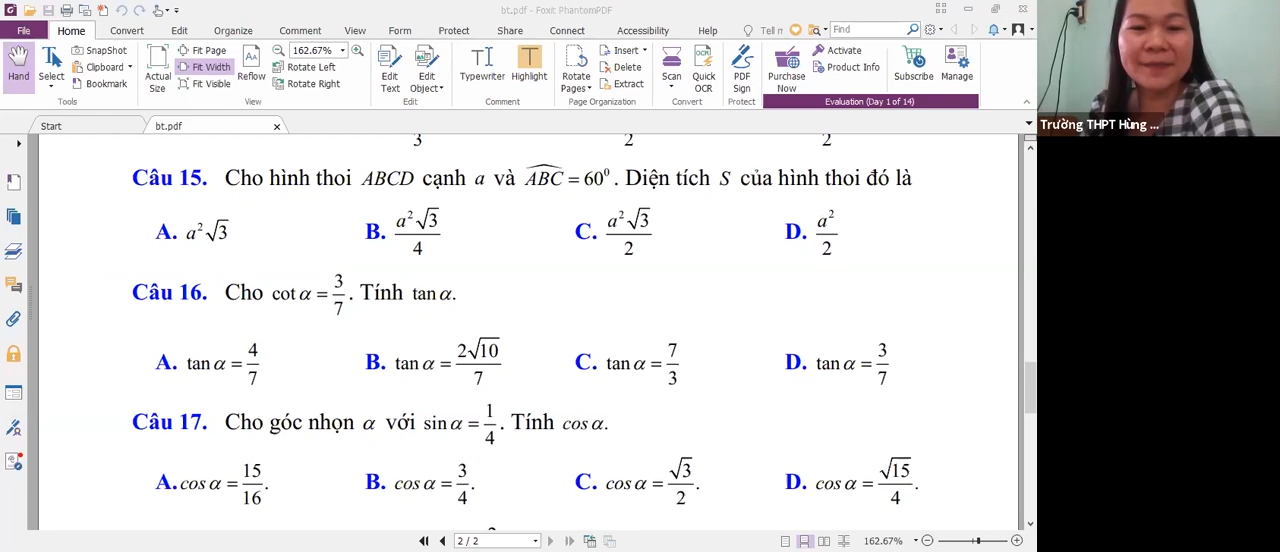 bt.pdf - Foxit PhantomPDF
File Home Convert Edit Organize Comment View Form Protect Share Connect Accessibility Help Tell m Find
Hand Select SnapShot Clipboard Bookmark Actual Size Fit Page Fit Width Fit Visible Reflow 162.67% Rotate Left Rotate Right Edit Text Edit Object Typewriter Highlight Rotate Pages Insert Delete Extract Scan Quick OCR PDF Sign Purchase Now Activate Product Info Subscribe Manage
Tools View Edit Comment Page Organization Convert Protect Evaluation (Day 1 of 14)
Start bt.pdf
Trường THPT Hùng ...
3 2 2
Câu 15. Cho hình thoi ABCD cạnh a và \widehat{ABC} = 60⁰. Diện tích S của hình thoi đó là
A. a²√3 B. a²√3/4 C. a²√3/2 D. a²/2
Câu 16. Cho cot α = 3/7. Tính tan α.
A. tan α = 4/7 B. tan α = 2√10/7 C. tan α = 7/3 D. tan α = 3/7
Câu 17. Cho góc nhọn α với sin α = 1/4. Tính cos α.
A. cos α = 15/16. B. cos α = 3/4. C. cos α = √3/2. D. cos α = √15/4.
2 / 2 162.67%